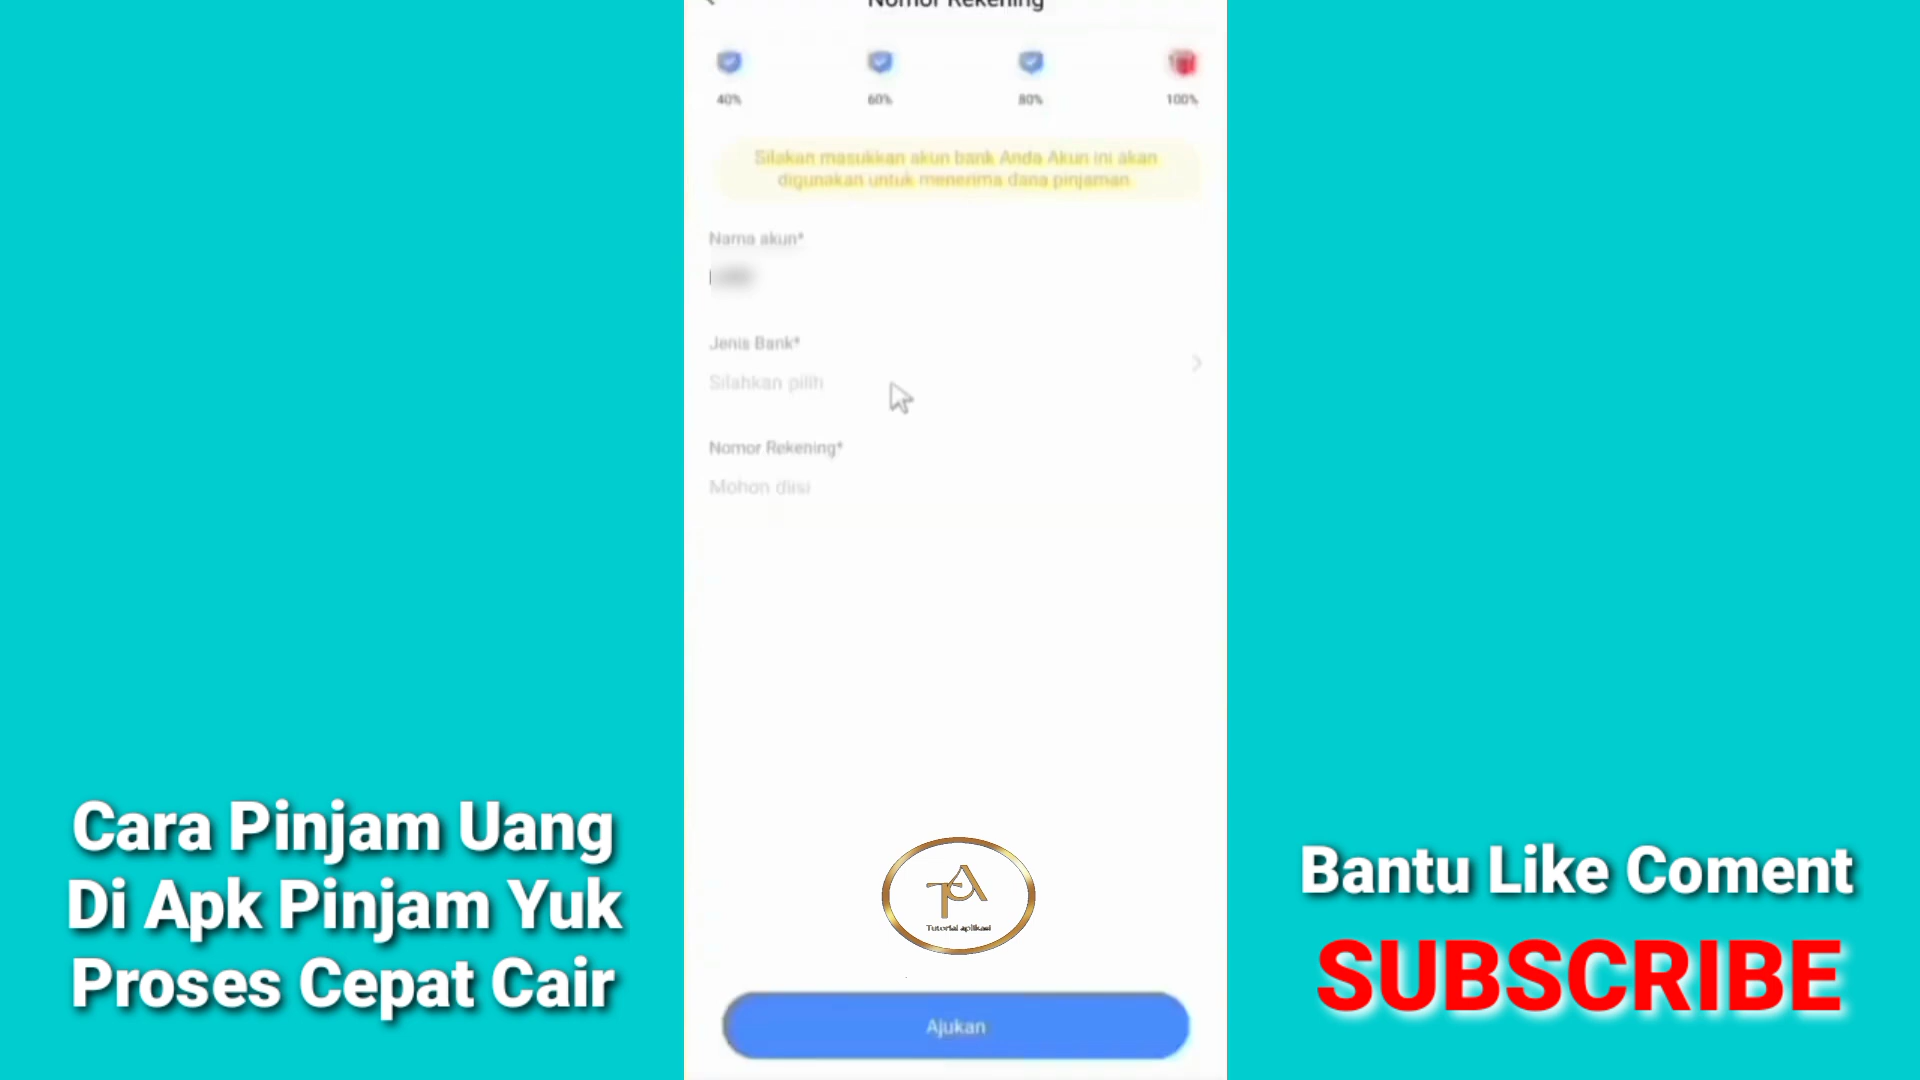 Nomor Rekening
40%
60%
80%
100%
Silakan masukkan akun bank Anda Akun ini akan
digunakan untuk menerima dana pinjaman
Nama akun*
Jenis Bank*
Silahkan pilih
Nomor Rekening*
Mohon diisi
TA
Tutorial aplikasi
Ajukan
Cara Pinjam Uang
Di Apk Pinjam Yuk
Proses Cepat Cair
Bantu Like Coment
SUBSCRIBE